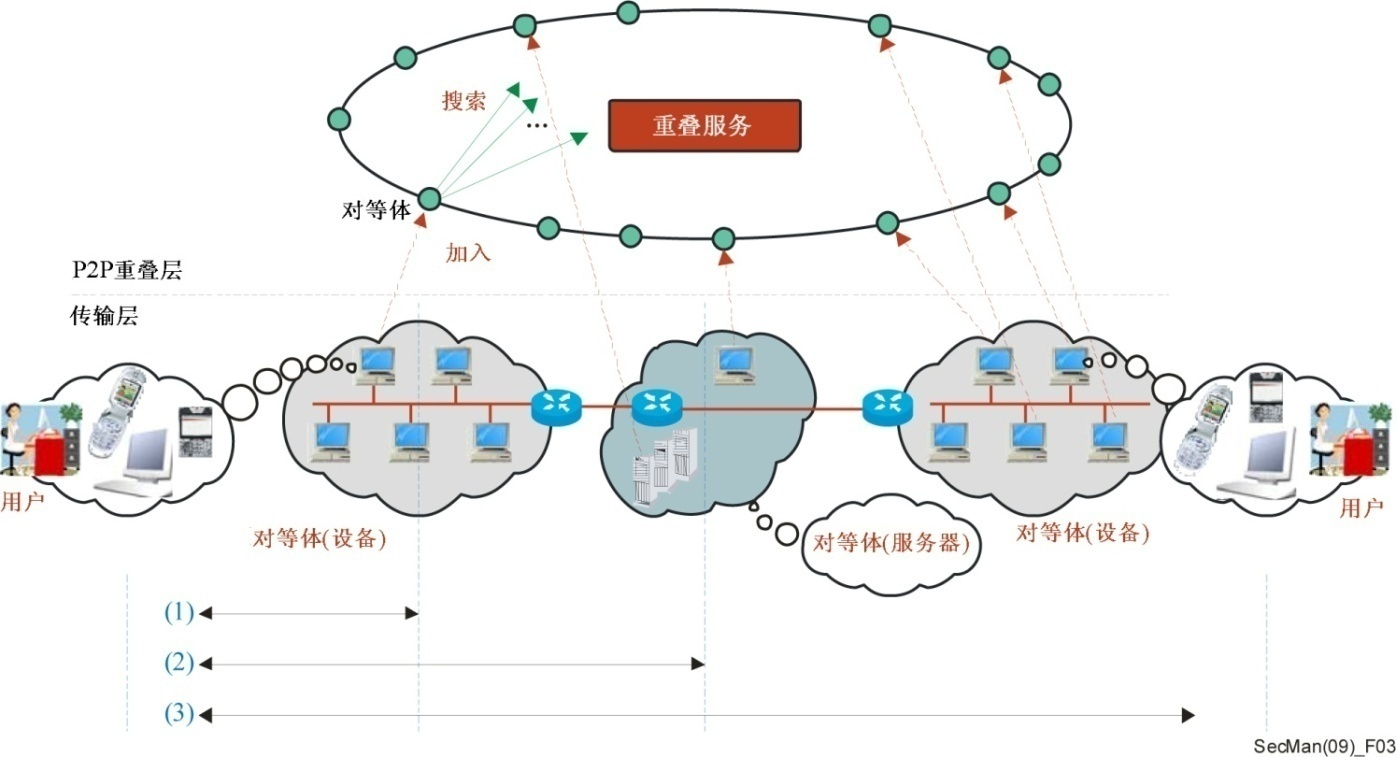 搜索
...
重叠服务
对等体
加入
P2P重叠层
传输层
用户
用户
对等体(设备)
对等体(服务器)
对等体(设备)
(1)
(2)
(3)
SecMan(09)_F03